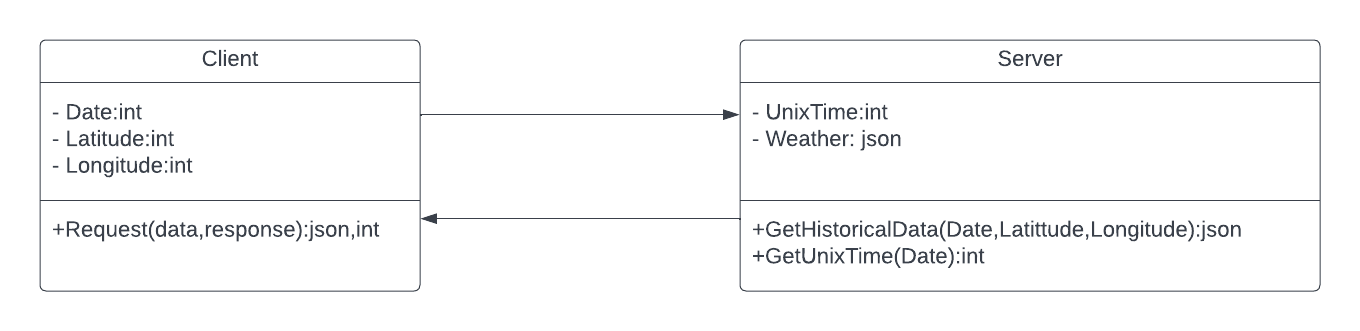 Client
- Date:int
- Latitude:int
- Longitude:int
+Request(data,response):json,int
Server
- UnixTime:int
- Weather: json
+GetHistoricalData(Date,Latittude,Longitude):json
+GetUnixTime(Date):int